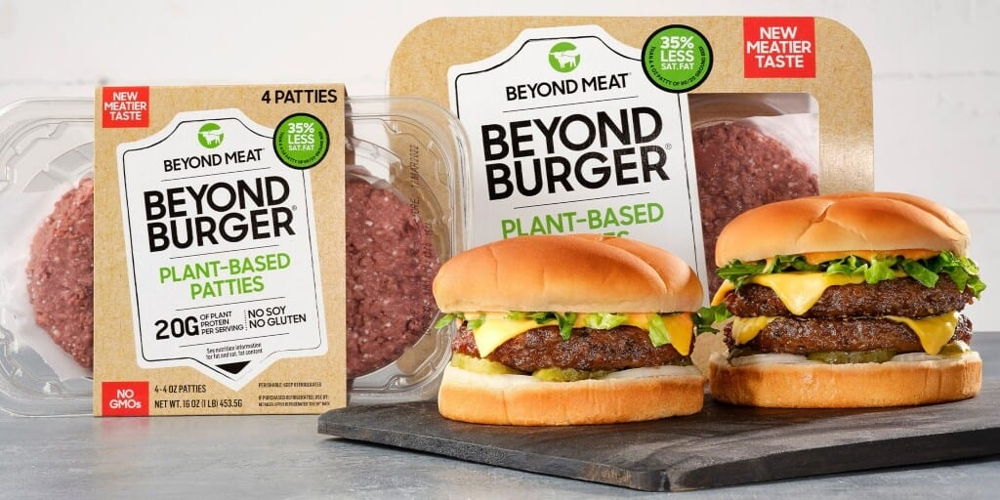 NEW
MEATIER
TASTE
4 PATTIES
35%
LESS
SAT. FAT
BEYOND MEAT
BEYOND
BURGER®
PLANT-BASED
PATTIES
20G OF PLANT
PROTEIN
PER SERVING
NO SOY
NO GLUTEN
See nutrition information
for fat and sat. fat content
NO
GMOs
4-4 OZ PATTIES
NET WT. 16 OZ (1 LB) 453.5G
PERISHABLE: KEEP REFRIGERATED
IF PURCHASED REFRIGERATED, USE BY:
BEYOND MEAT®
BEYOND
BURGER®
PLANT-BASED
35%
LESS
SAT. FAT
NEW
MEATIER
TASTE